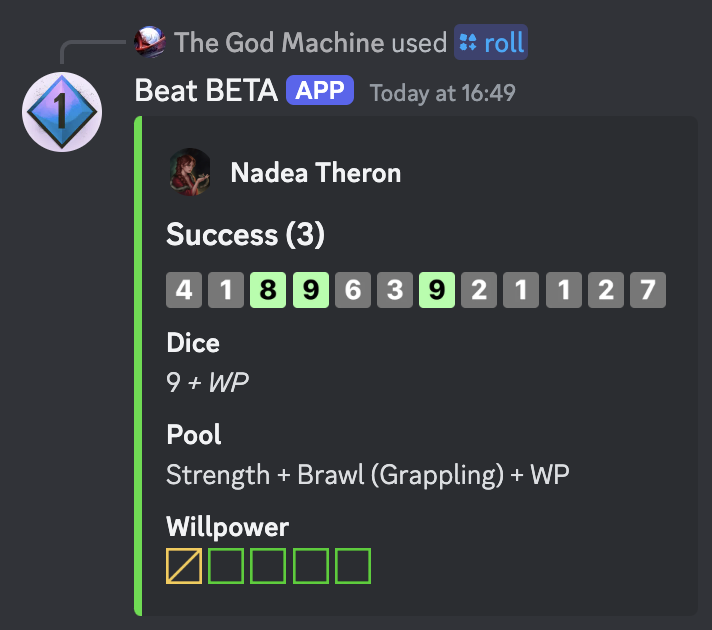 The God Machine used roll
1
Beat BETA APP Today at 16:49
Nadea Theron
Success (3)
4 1 8 9 6 3 9 2 1 1 2 7
Dice
9 + WP
Pool
Strength + Brawl (Grappling) + WP
Willpower